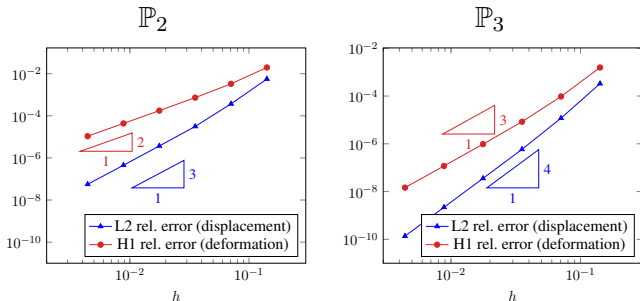 ℙ₂
10⁻²
10⁻⁴
10⁻⁶
10⁻⁸
10⁻¹⁰
2
1
3
1
L2 rel. error (displacement)
H1 rel. error (deformation)
10⁻² 10⁻¹
h
ℙ₃
10⁻²
10⁻⁴
10⁻⁶
10⁻⁸
10⁻¹⁰
3
1
4
1
L2 rel. error (displacement)
H1 rel. error (deformation)
10⁻² 10⁻¹
h